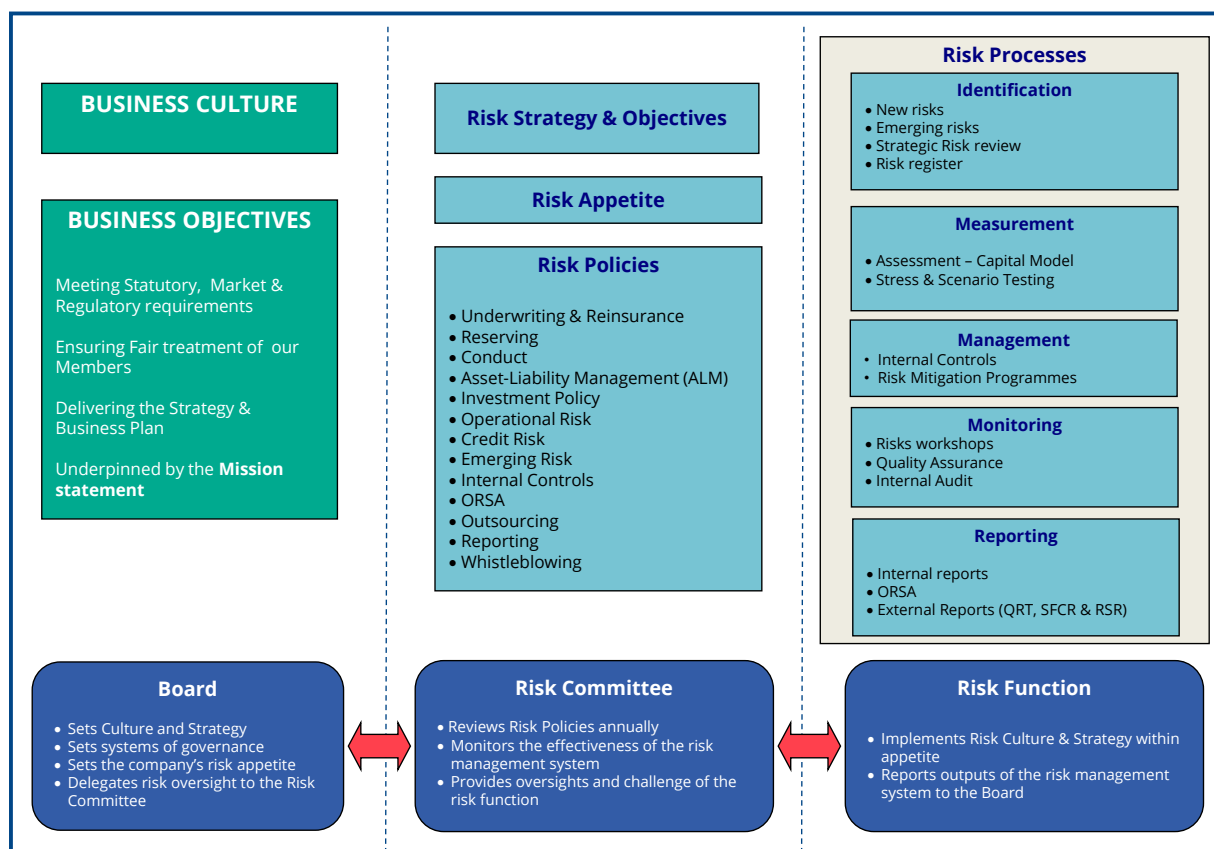 BUSINESS CULTURE
BUSINESS OBJECTIVES
Meeting Statutory, Market &
Regulatory requirements
Ensuring Fair treatment of our
Members
Delivering the Strategy &
Business Plan
Underpinned by the Mission
statement
Risk Strategy & Objectives
Risk Appetite
Risk Policies
• Underwriting & Reinsurance
• Reserving
• Conduct
• Asset-Liability Management (ALM)
• Investment Policy
• Operational Risk
• Credit Risk
• Emerging Risk
• Internal Controls
• ORSA
• Outsourcing
• Reporting
• Whistleblowing
Risk Processes
Identification
• New risks
• Emerging risks
• Strategic Risk review
• Risk register
Measurement
• Assessment – Capital Model
• Stress & Scenario Testing
Management
• Internal Controls
• Risk Mitigation Programmes
Monitoring
• Risks workshops
• Quality Assurance
• Internal Audit
Reporting
• Internal reports
• ORSA
• External Reports (QRT, SFCR & RSR)
Board
• Sets Culture and Strategy
• Sets systems of governance
• Sets the company's risk appetite
• Delegates risk oversight to the Risk
Committee
Risk Committee
• Reviews Risk Policies annually
• Monitors the effectiveness of the risk
management system
• Provides oversights and challenge of the
risk function
Risk Function
• Implements Risk Culture & Strategy within
appetite
• Reports outputs of the risk management
system to the Board